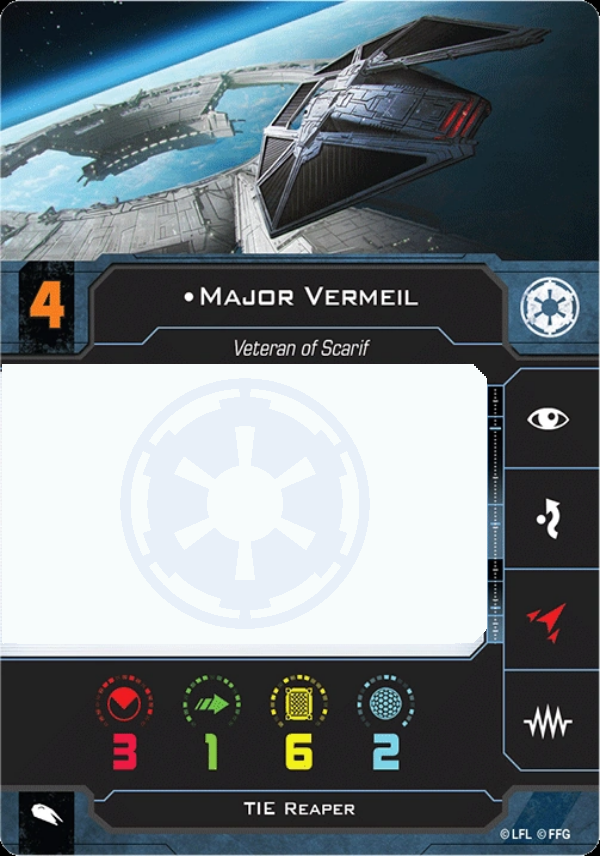 4
•Major Vermeil
Veteran of Scarif
3 1 6 2
TIE Reaper
©LFL ©FFG